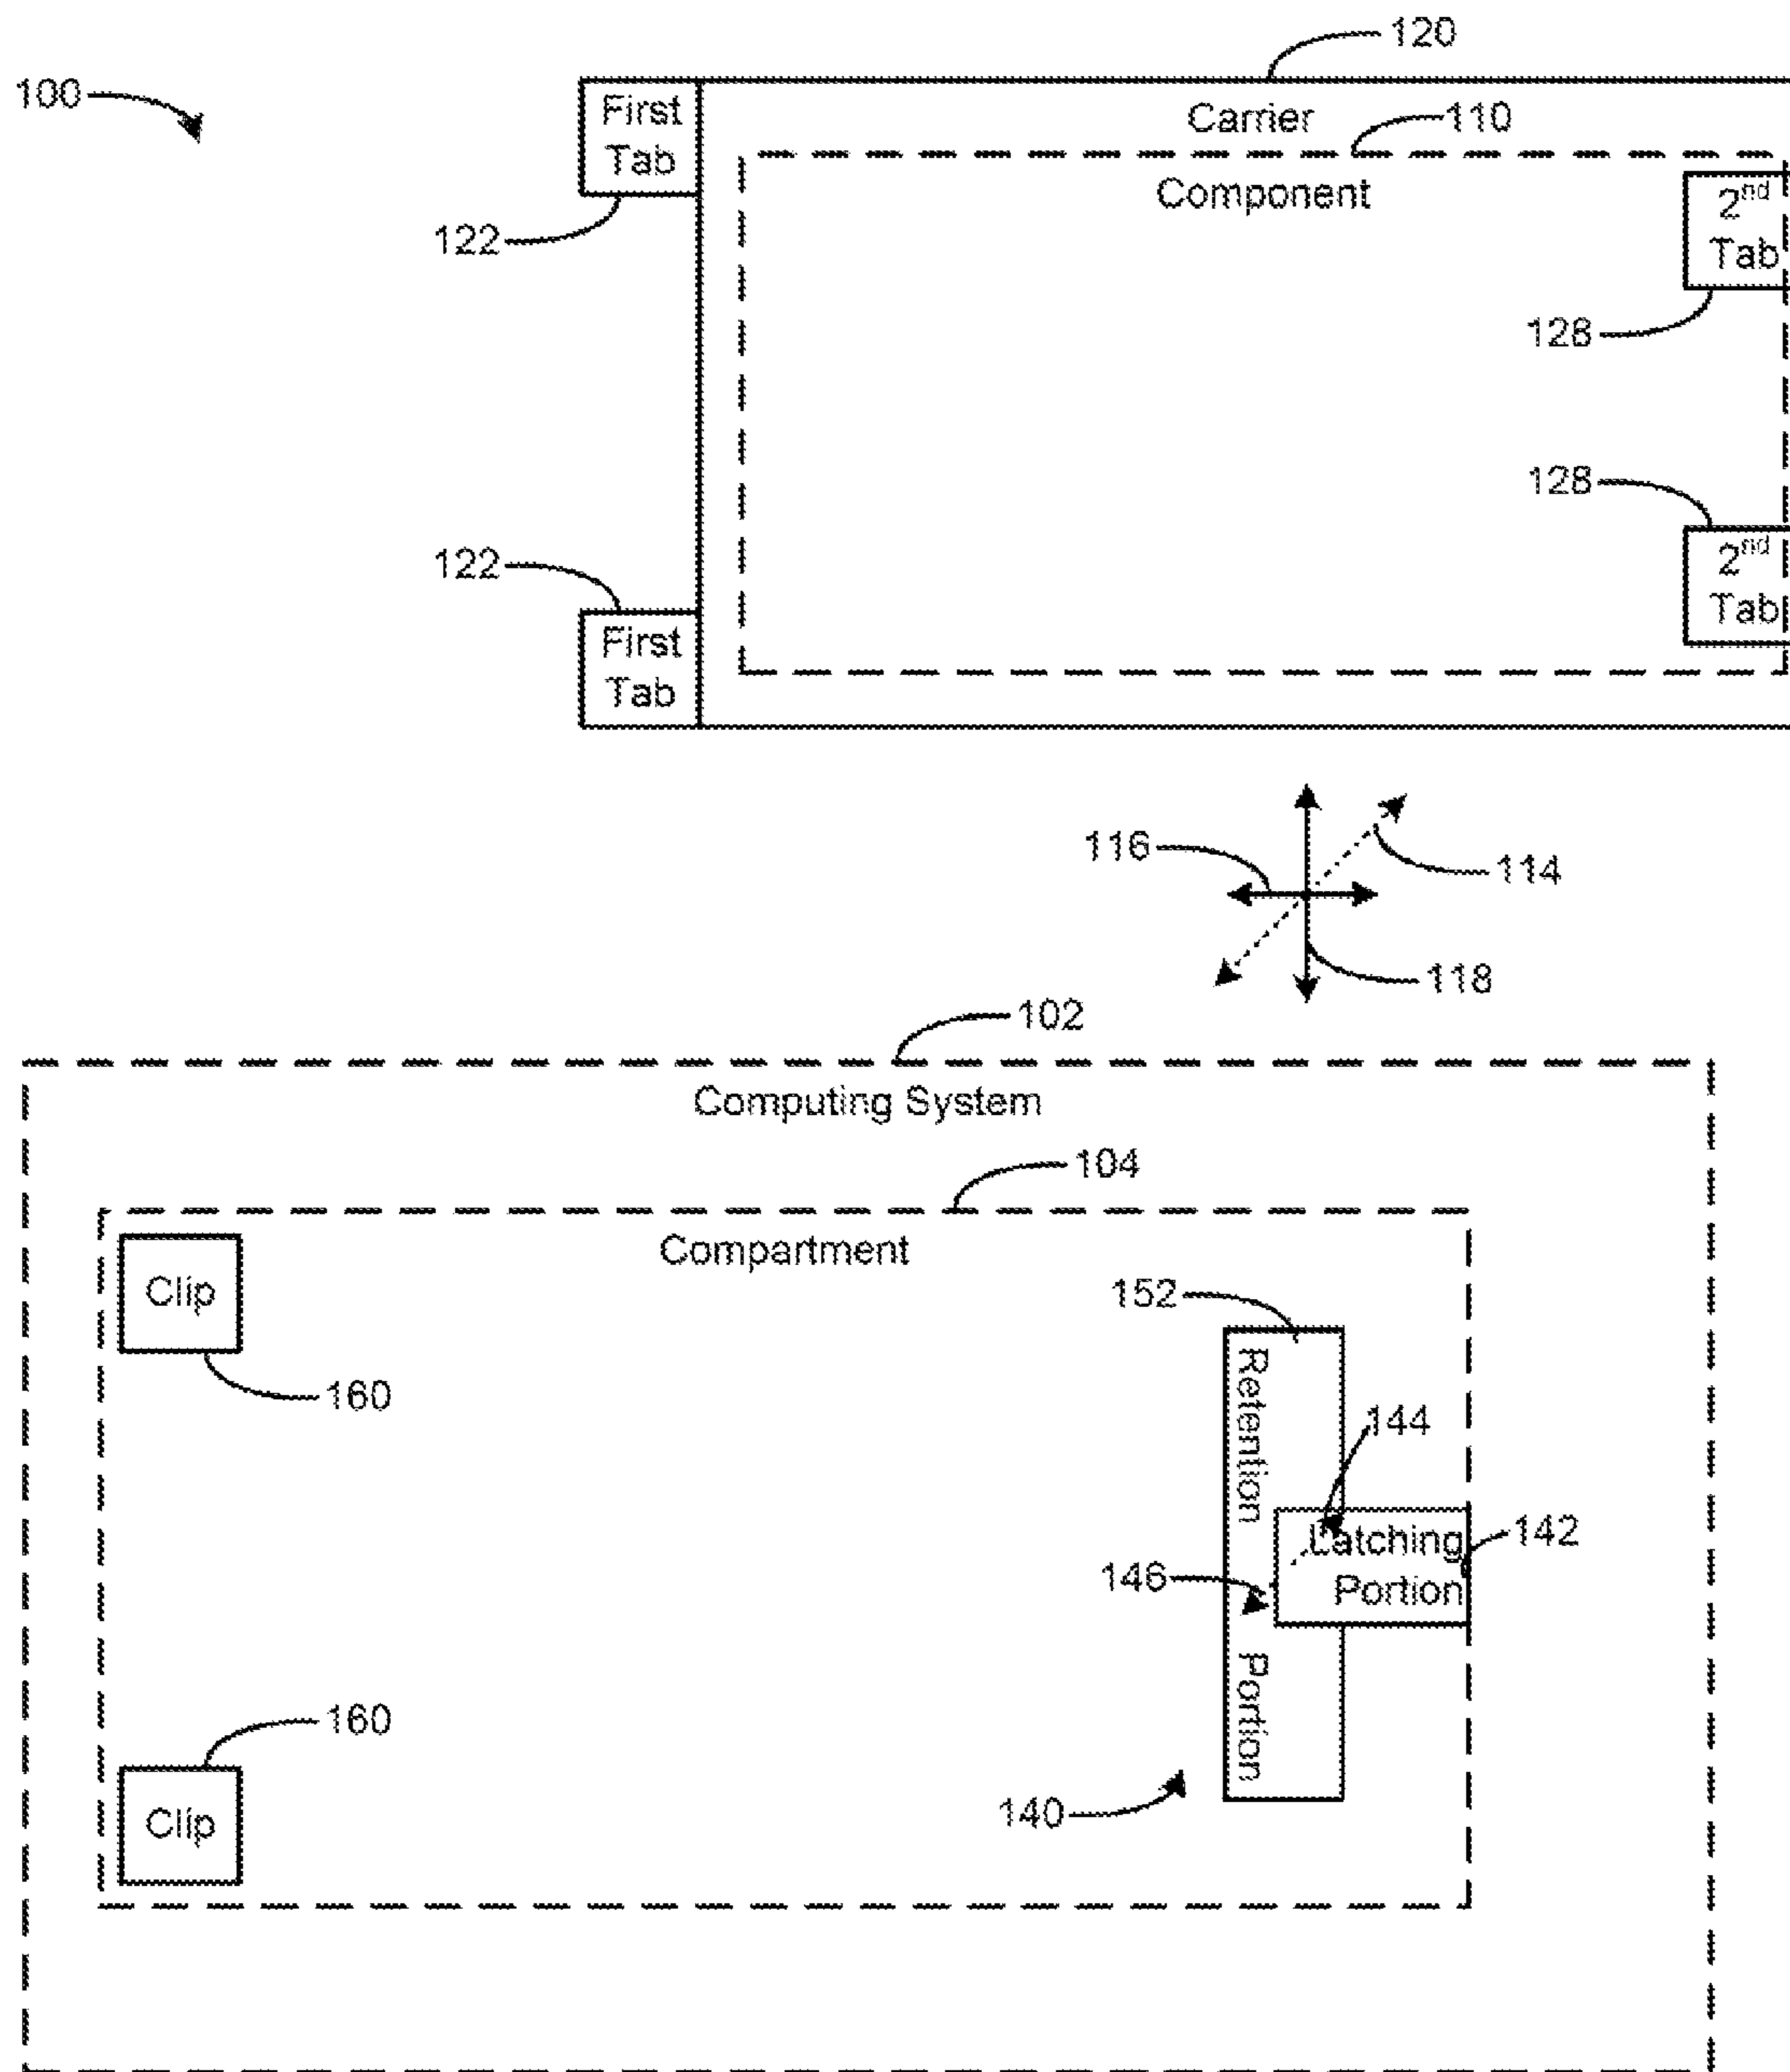 120
100
First
Tab
Carrier
110
Component
2nd
Tab
122
128
128
122
2nd
Tab
First
Tab
116
114
118
102
Computing System
104
Compartment
Clip
152
160
Retention
144
Latching
142
146
Portion
Portion
160
140
Clip